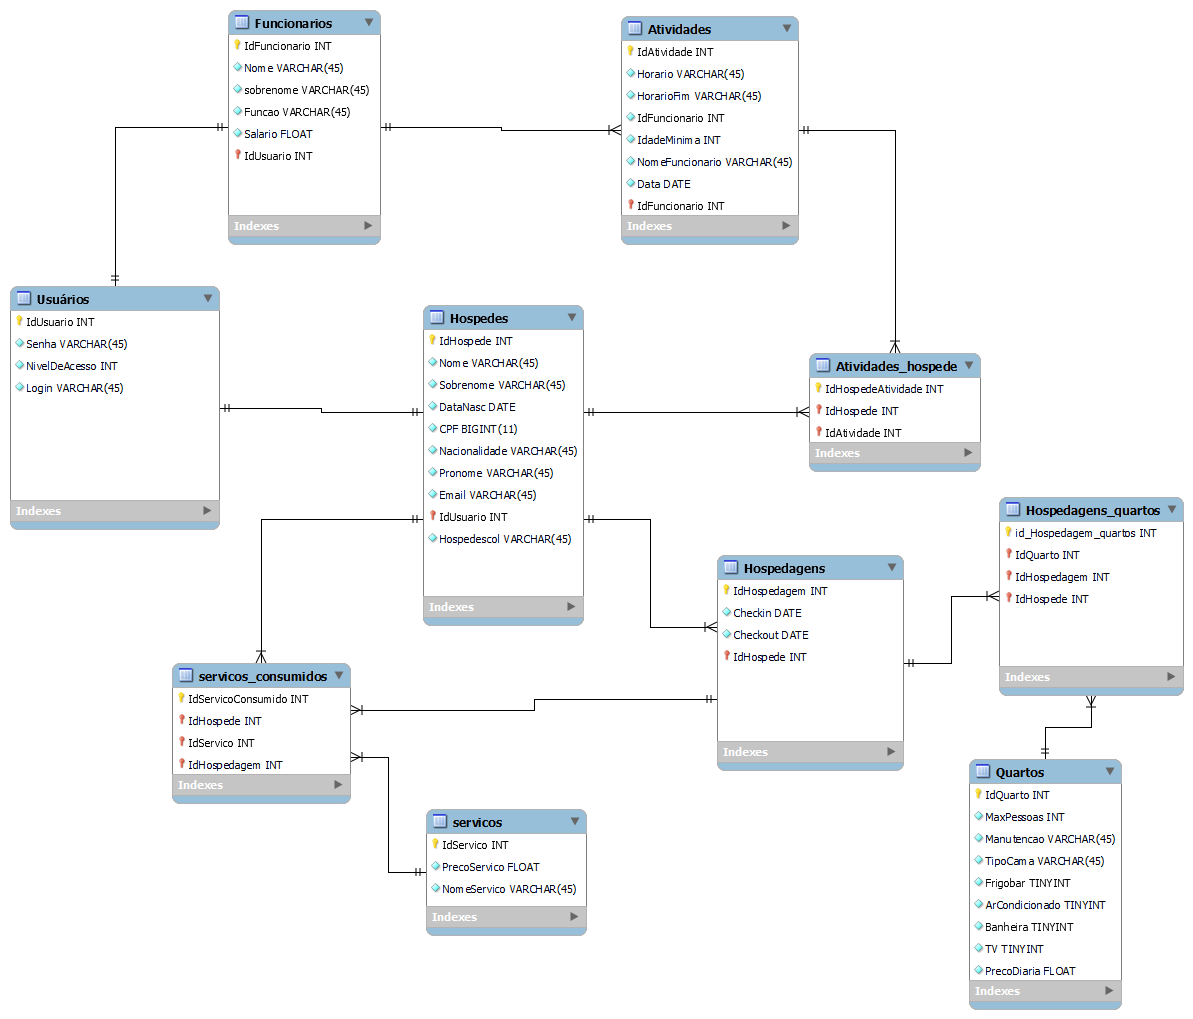 Funcionarios
IdFuncionario INT
Nome VARCHAR(45)
sobrenome VARCHAR(45)
Funcao VARCHAR(45)
Salario FLOAT
IdUsuario INT
Indexes
Atividades
IdAtividade INT
Horario VARCHAR(45)
HorarioFim VARCHAR(45)
IdFuncionario INT
IdadeMinima INT
NomeFuncionario VARCHAR(45)
Data DATE
IdFuncionario INT
Indexes
Usuários
IdUsuario INT
Senha VARCHAR(45)
NivelDeAcesso INT
Login VARCHAR(45)
Indexes
Hospedes
IdHospede INT
Nome VARCHAR(45)
Sobrenome VARCHAR(45)
DataNasc DATE
CPF BIGINT(11)
Nacionalidade VARCHAR(45)
Pronome VARCHAR(45)
Email VARCHAR(45)
IdUsuario INT
Hospedescol VARCHAR(45)
Indexes
Atividades_hospede
IdHospedeAtividade INT
IdHospede INT
IdAtividade INT
Indexes
Hospedagens_quartos
id_Hospedagem_quartos INT
IdQuarto INT
IdHospedagem INT
IdHospede INT
Indexes
Hospedagens
IdHospedagem INT
Checkin DATE
Checkout DATE
IdHospede INT
Indexes
servicos_consumidos
IdServicoConsumido INT
IdHospede INT
IdServico INT
IdHospedagem INT
Indexes
servicos
IdServico INT
PrecoServico FLOAT
NomeServico VARCHAR(45)
Indexes
Quartos
IdQuarto INT
MaxPessoas INT
Manutencao VARCHAR(45)
TipoCama VARCHAR(45)
Frigobar TINYINT
ArCondicionado TINYINT
Banheira TINYINT
TV TINYINT
PrecoDiaria FLOAT
Indexes